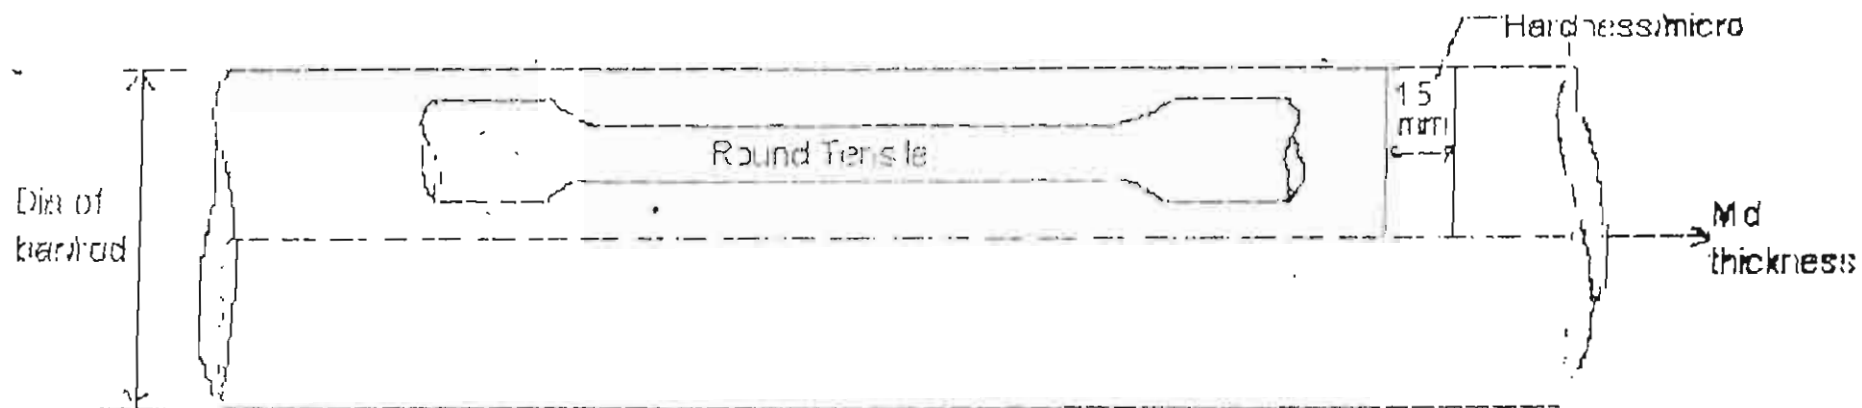 Hardness/micro
15
mm
Round Tensile
Dia of
bar/rod
Mid
thickness